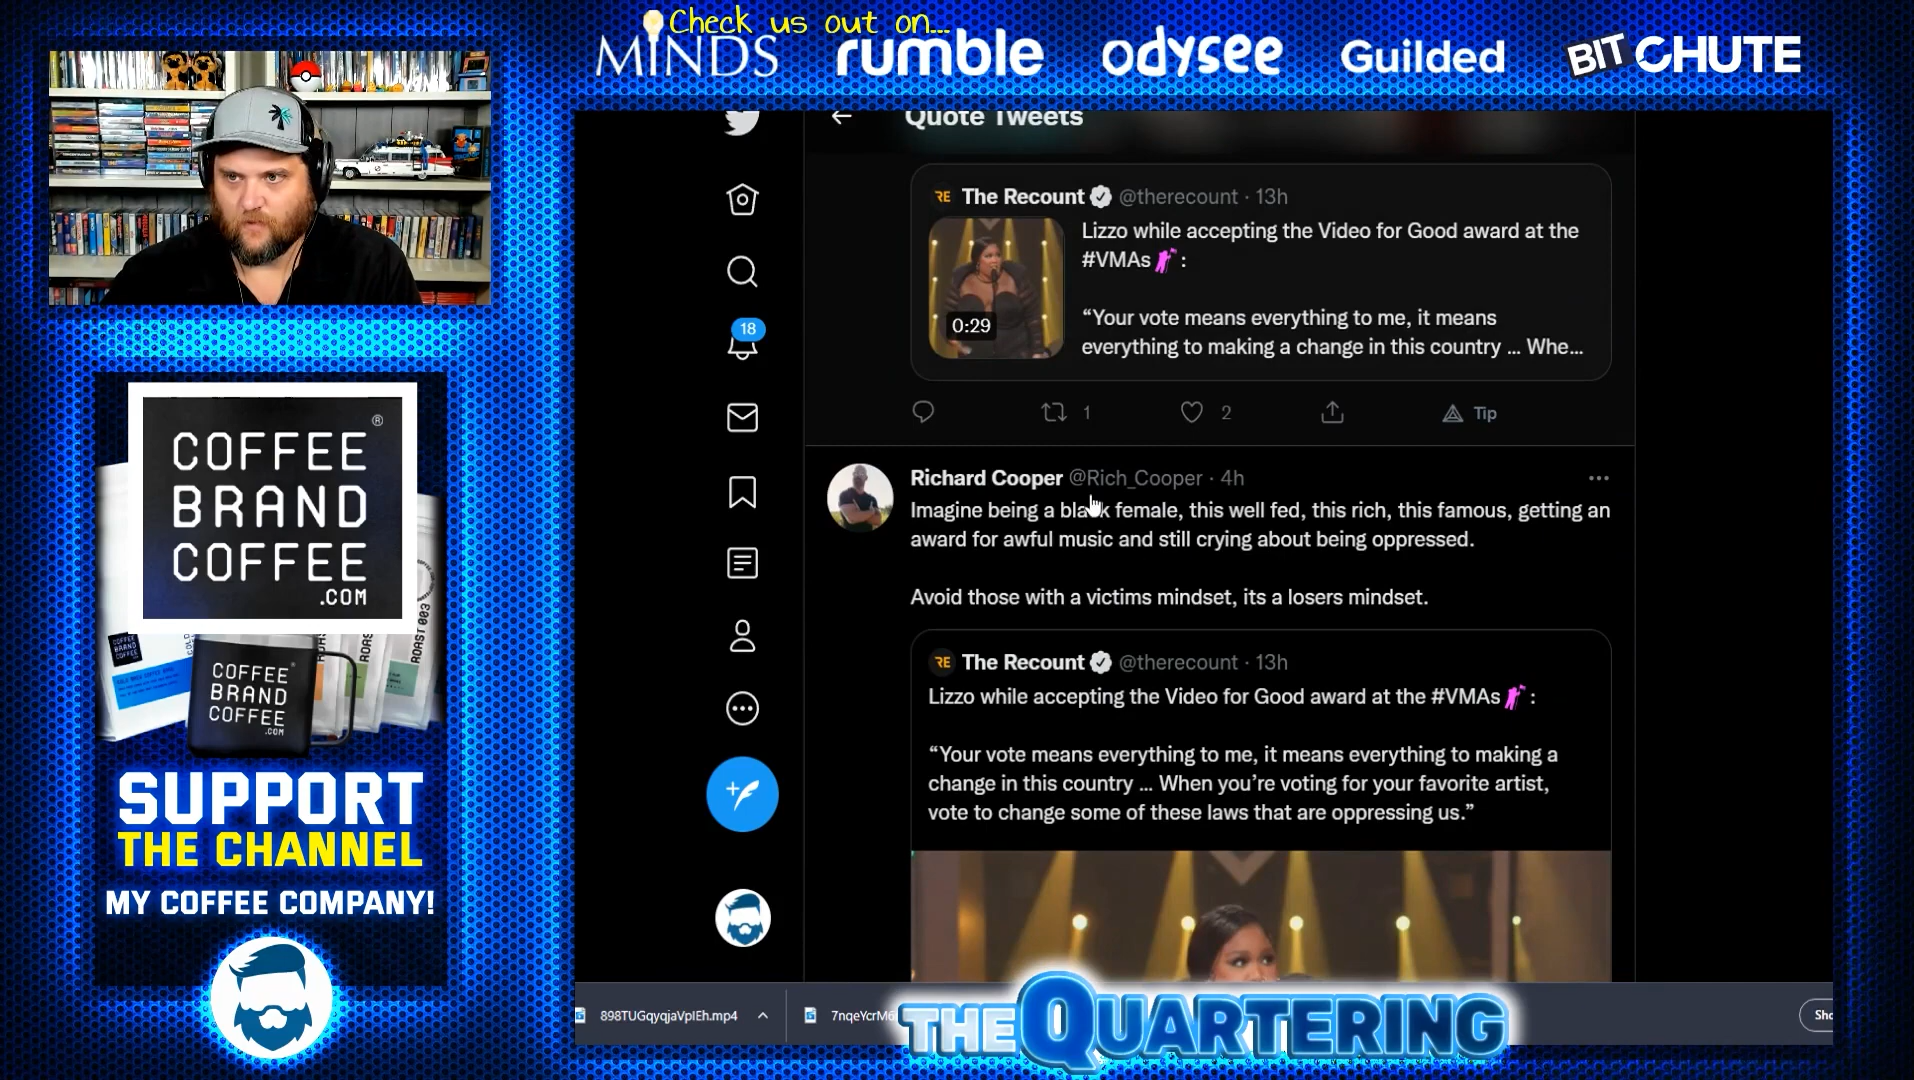 Check us out on...
MINDS rumble odysee Guilded BITCHUTE
Quote Tweets
RE The Recount @therecount · 13h
Lizzo while accepting the Video for Good award at the
#VMAs :
“Your vote means everything to me, it means
everything to making a change in this country ... Whe...
0:29
18
1 2 Tip
Richard Cooper @Rich_Cooper · 4h
Imagine being a black female, this well fed, this rich, this famous, getting an
award for awful music and still crying about being oppressed.
Avoid those with a victims mindset, its a losers mindset.
RE The Recount @therecount · 13h
Lizzo while accepting the Video for Good award at the #VMAs :
“Your vote means everything to me, it means everything to making a
change in this country ... When you’re voting for your favorite artist,
vote to change some of these laws that are oppressing us.”
COFFEE ®
BRAND
COFFEE
.COM
COFFEE ®
BRAND
COFFEE
.COM
ROAST 003
SUPPORT
THE CHANNEL
MY COFFEE COMPANY!
898TUGqyqjaVpIEh.mp4
THE QUARTERING